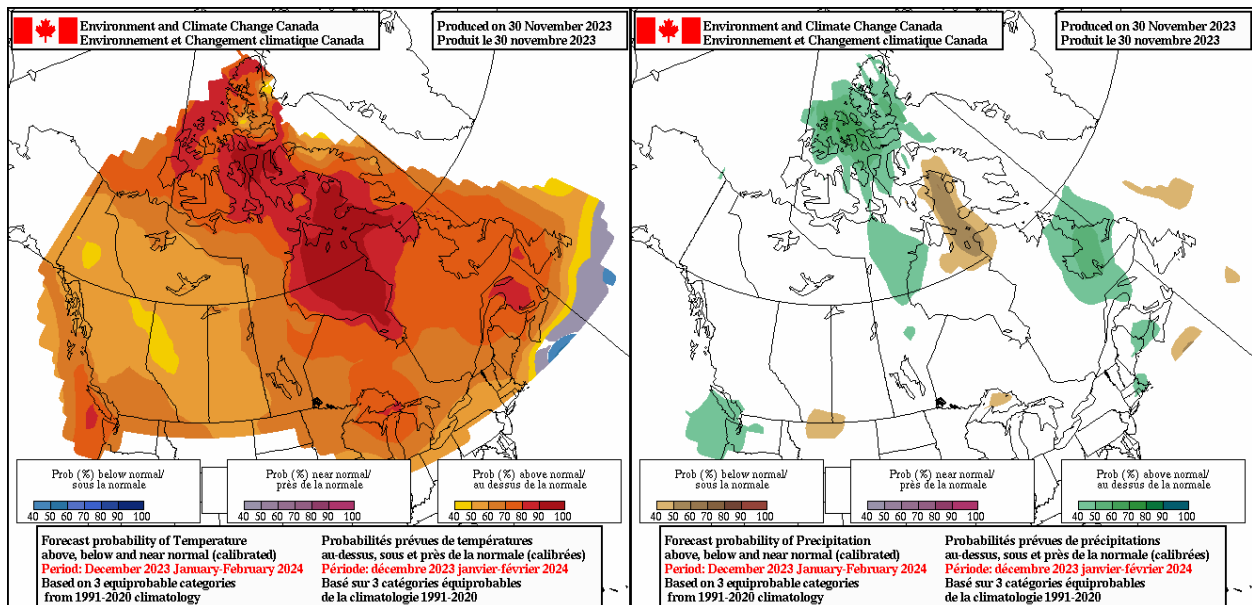 Environment and Climate Change Canada
Environnement et Changement climatique Canada
Produced on 30 November 2023
Produit le 30 novembre 2023
Prob (%) below normal/
sous la normale
40 50 60 70 80 90 100
Prob (%) near normal/
près de la normale
40 50 60 70 80 90 100
Prob (%) above normal/
au dessus du normale
40 50 60 70 80 90 100
Forecast probability of Temperature
above, below and near normal (calibrated)
Period: December 2023 January-February 2024
Based on 3 equiprobable categories
from 1991-2020 climatology
Probabilités prévues de températures
au-dessus, sous et près de la normale (calibrées)
Période: décembre 2023 janvier-février 2024
Basé sur 3 catégories équiprobables
de la climatologie 1991-2020
Environment and Climate Change Canada
Environnement et Changement climatique Canada
Produced on 30 November 2023
Produit le 30 novembre 2023
Prob (%) below normal/
sous la normale
40 50 60 70 80 90 100
Prob (%) near normal/
près de la normale
40 50 60 70 80 90 100
Prob (%) above normal/
au dessus du normale
40 50 60 70 80 90 100
Forecast probability of Precipitation
above, below and near normal (calibrated)
Period: December 2023 January-February 2024
Based on 3 equiprobable categories
from 1991-2020 climatology
Probabilités prévues de précipitations
au-dessus, sous et près de la normale (calibrées)
Période: décembre 2023 janvier-février 2024
Basé sur 3 catégories équiprobables
de la climatologie 1991-2020